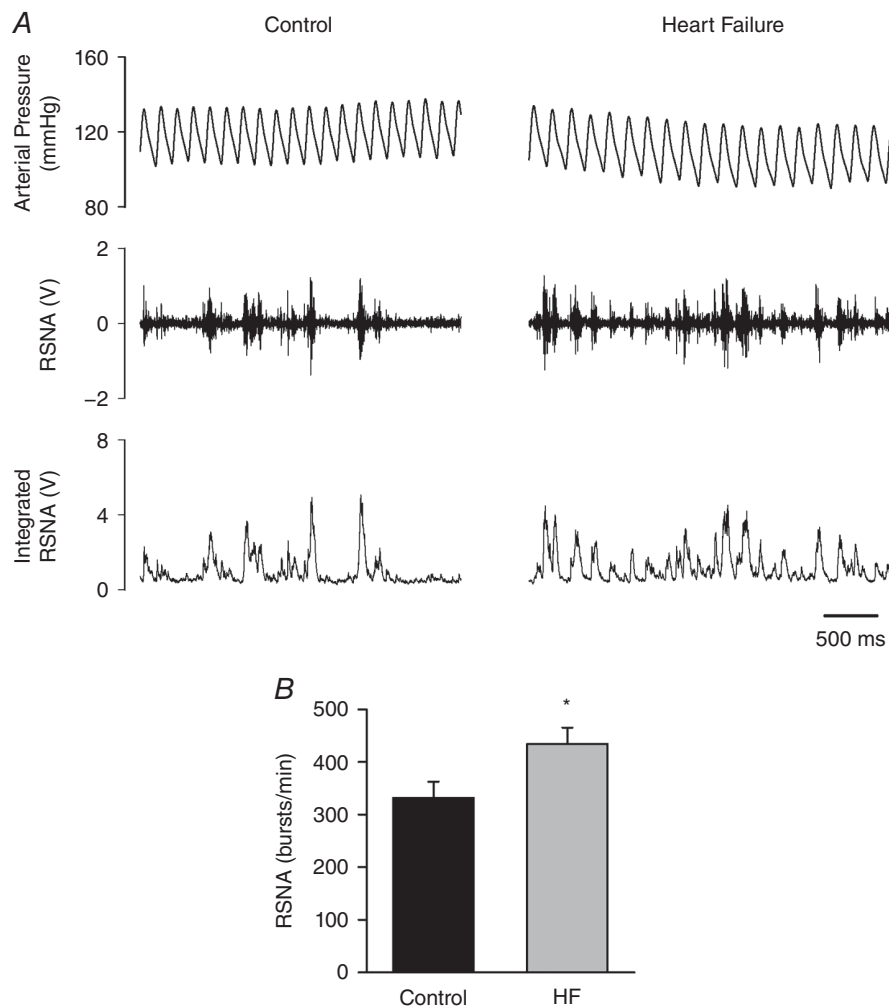 A
Control
Heart Failure
Arterial Pressure
(mmHg)
160
120
80
RSNA (V)
2
0
−2
Integrated
RSNA (V)
8
4
0
500 ms
B
RSNA (bursts/min)
500
400
300
200
100
0
*
Control
HF